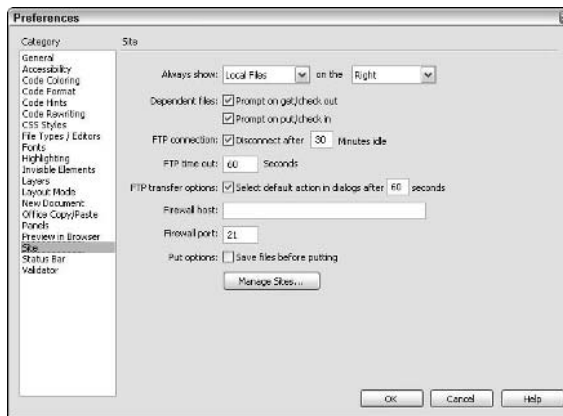 Preferences
Category
Site
General
Accessibility
Code Coloring
Code Format
Code Hints
Code Rewriting
CSS Styles
File Types / Editors
Fonts
Highlighting
Invisible Elements
Layers
Layout Mode
New Document
Office Copy/Paste
Panels
Preview in Browser
Site
Status Bar
Validator
Always show: Local Files on the Right
Dependent files: Prompt on get/check out
Prompt on put/check in
FTP connection: Disconnect after 30 Minutes idle
FTP time out: 60 Seconds
FTP transfer options: Select default action in dialogs after 60 seconds
Firewall host:
Firewall port: 21
Put options: Save files before putting
Manage Sites...
OK Cancel Help